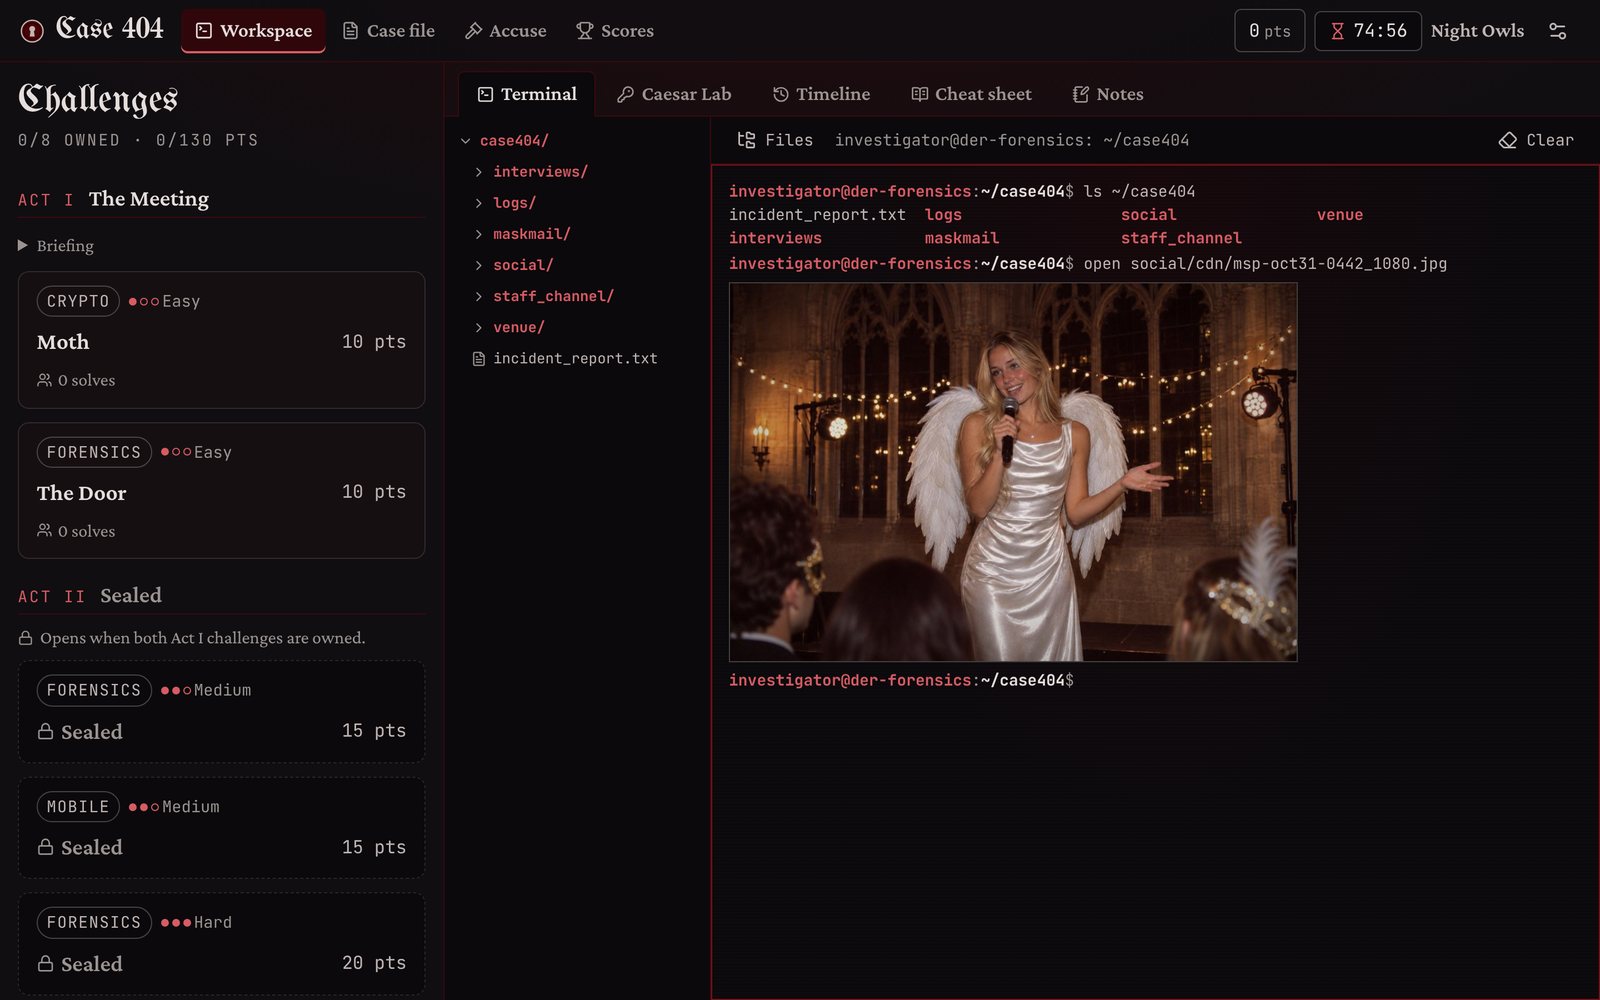 Case 404
Workspace
Case file
Accuse
Scores
0 pts
74:56
Night Owls
Challenges
0/8 OWNED · 0/130 PTS
ACT I The Meeting
Briefing
CRYPTO Easy
Moth 10 pts
0 solves
FORENSICS Easy
The Door 10 pts
0 solves
ACT II Sealed
Opens when both Act I challenges are owned.
FORENSICS Medium
Sealed 15 pts
MOBILE Medium
Sealed 15 pts
FORENSICS Hard
Sealed 20 pts
Terminal
Caesar Lab
Timeline
Cheat sheet
Notes
case404/
interviews/
logs/
maskmail/
social/
staff_channel/
venue/
incident_report.txt
Files investigator@der-forensics: ~/case404 Clear
investigator@der-forensics:~/case404$ ls ~/case404
incident_report.txt logs social venue
interviews maskmail staff_channel
investigator@der-forensics:~/case404$ open social/cdn/msp-oct31-0442_1080.jpg
investigator@der-forensics:~/case404$